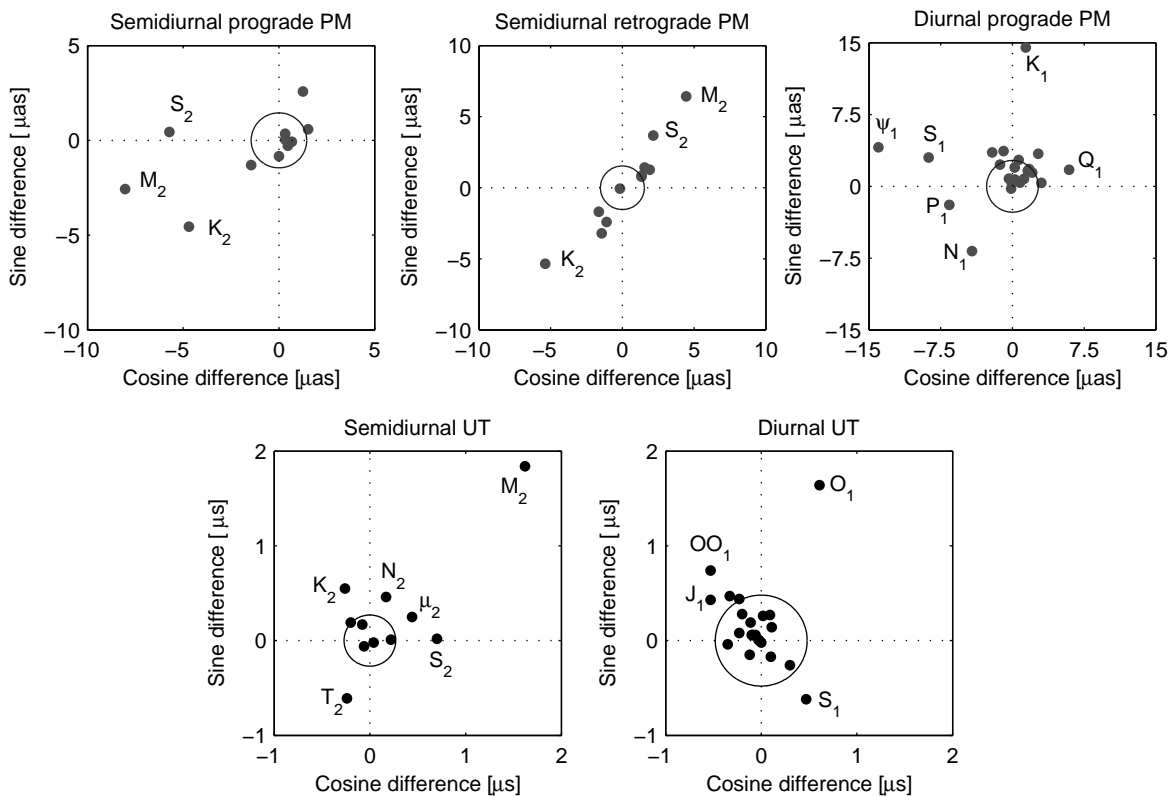 Semidiurnal prograde PM
5
0
−5
−10
−10
−5
0
5
Sine difference [ μas]
Cosine difference [μas]
S₂
M₂
K₂
Semidiurnal retrograde PM
10
5
0
−5
−10
−10
−5
0
5
10
Sine difference [ μas]
Cosine difference [μas]
M₂
S₂
K₂
Diurnal prograde PM
15
7.5
0
−7.5
−15
−15
−7.5
0
7.5
15
Sine difference [ μas]
Cosine difference [μas]
K₁
ψ₁
S₁
Q₁
P₁
N₁
Semidiurnal UT
2
1
0
−1
−1
0
1
2
Sine difference [ μs]
Cosine difference [μs]
M₂
K₂
N₂
μ₂
S₂
T₂
Diurnal UT
2
1
0
−1
−1
0
1
2
Sine difference [ μs]
Cosine difference [μs]
O₁
OO₁
J₁
S₁